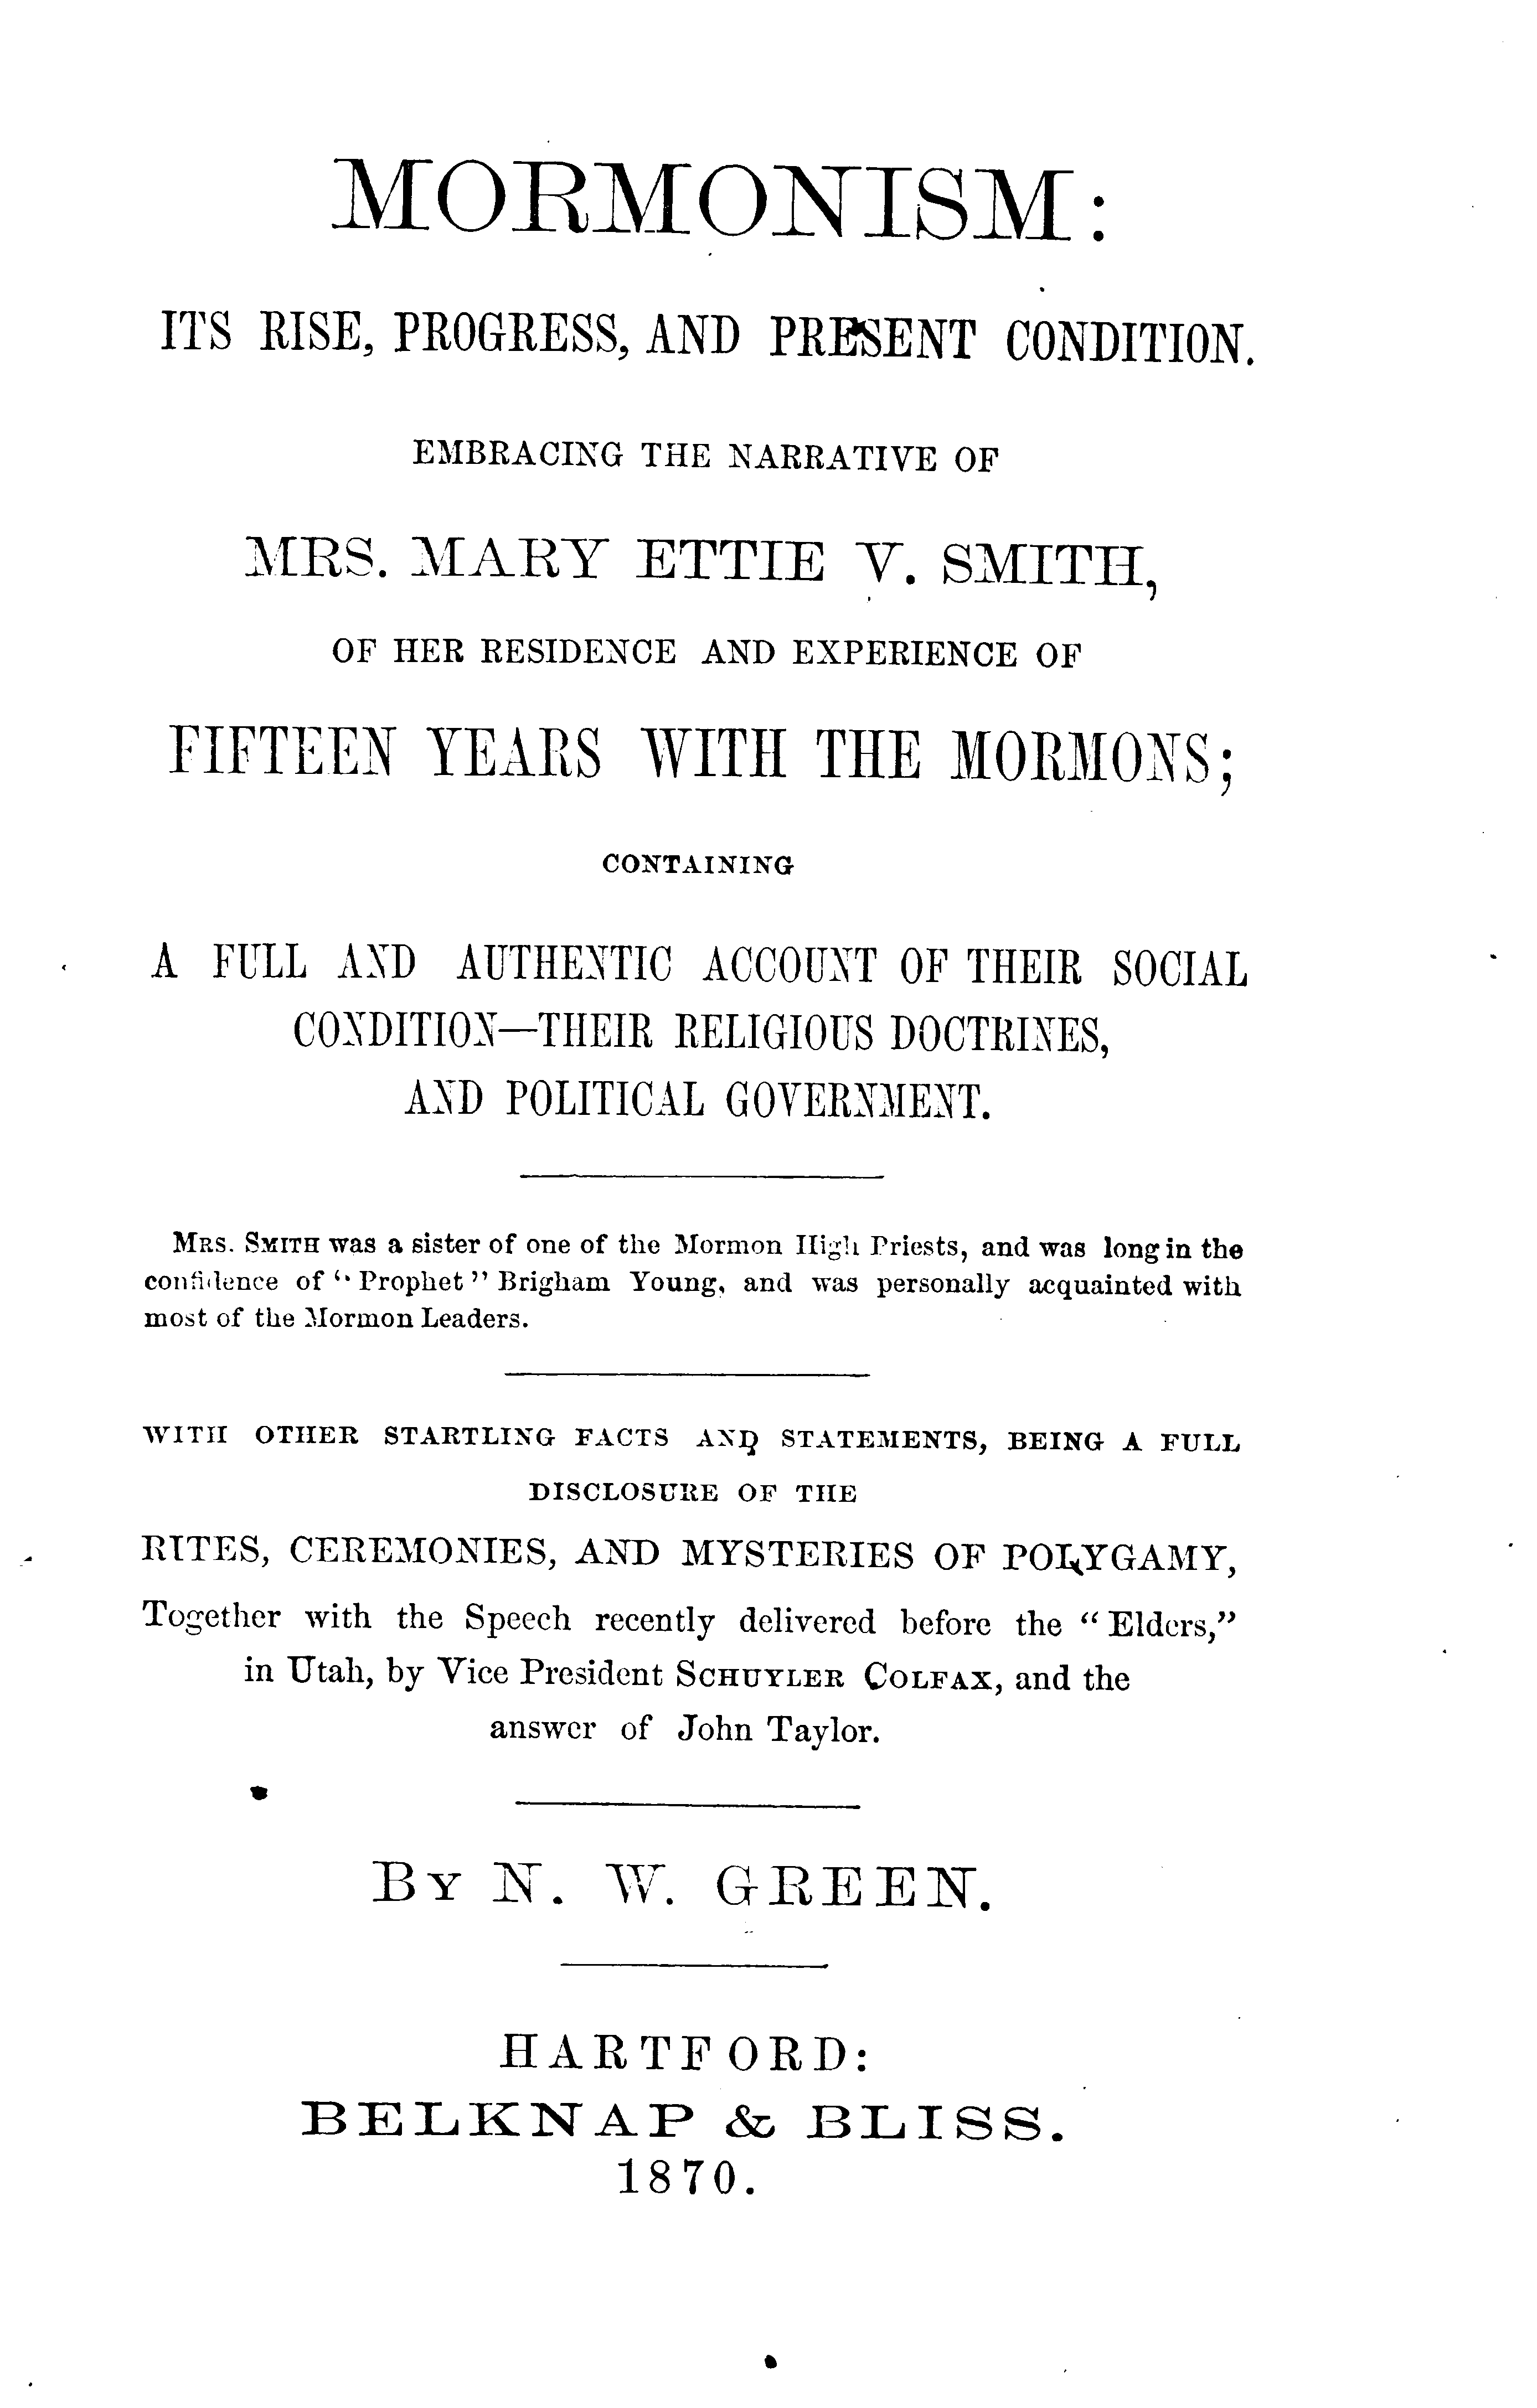 MORMONISM:
ITS RISE, PROGRESS, AND PRESENT CONDITION.
EMBRACING THE NARRATIVE OF
MRS. MARY ETTIE V. SMITH,
OF HER RESIDENCE AND EXPERIENCE OF
FIFTEEN YEARS WITH THE MORMONS;
CONTAINING
A FULL AND AUTHENTIC ACCOUNT OF THEIR SOCIAL
CONDITION—THEIR RELIGIOUS DOCTRINES,
AND POLITICAL GOVERNMENT.
MRS. SMITH was a sister of one of the Mormon High Priests, and was long in the
confidence of "Prophet" Brigham Young, and was personally acquainted with
most of the Mormon Leaders.
WITH OTHER STARTLING FACTS AND STATEMENTS, BEING A FULL
DISCLOSURE OF THE
RITES, CEREMONIES, AND MYSTERIES OF POLYGAMY,
Together with the Speech recently delivered before the "Elders,"
in Utah, by Vice President SCHUYLER COLFAX, and the
answer of John Taylor.
BY N. W. GREEN.
HARTFORD:
BELKNAP & BLISS.
1870.